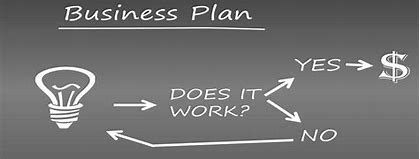 Business Plan
DOES IT
WORK?
YES
$
NO